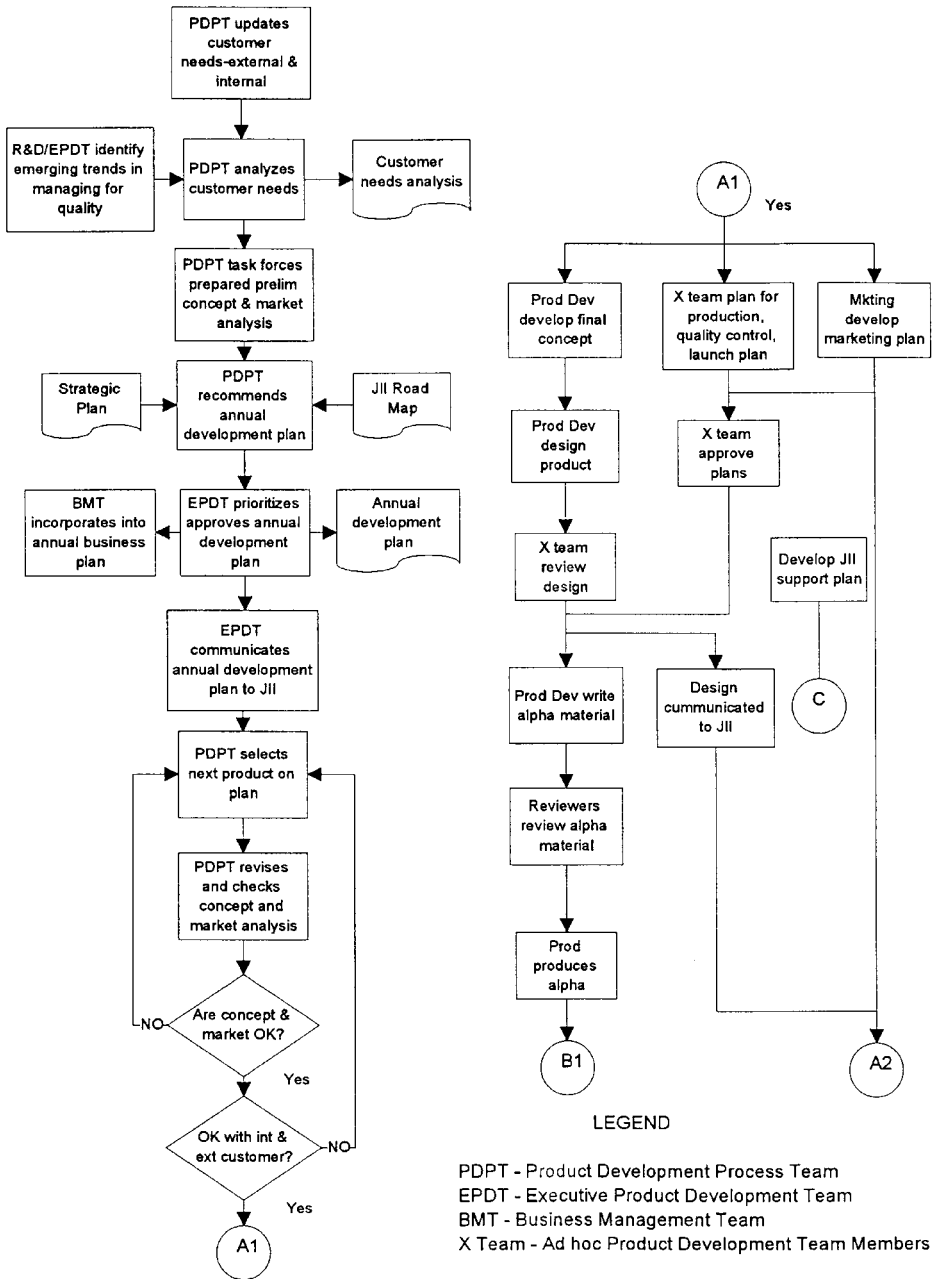 PDPT updates
customer
needs-external &
internal
R&D/EPDT identify
emerging trends in
managing for
quality
PDPT analyzes
customer needs
Customer
needs analysis
PDPT task forces
prepared prelim
concept & market
analysis
Strategic
Plan
PDPT
recommends
annual
development plan
JII Road
Map
BMT
incorporates into
annual business
plan
EPDT prioritizes
approves annual
development
plan
Annual
development
plan
EPDT
communicates
annual development
plan to JII
PDPT selects
next product on
plan
PDPT revises
and checks
concept and
market analysis
Are concept &
market OK?
NO
Yes
OK with int &
ext customer?
NO
Yes
A1
A1
Yes
Prod Dev
develop final
concept
X team plan for
production,
quality control,
launch plan
Mkting
develop
marketing plan
Prod Dev
design
product
X team
approve
plans
X team
review
design
Develop JII
support plan
C
Prod Dev write
alpha material
Design
cummunicated
to JII
Reviewers
review alpha
material
Prod
produces
alpha
B1
A2
LEGEND
PDPT - Product Development Process Team
EPDT - Executive Product Development Team
BMT - Business Management Team
X Team - Ad hoc Product Development Team Members